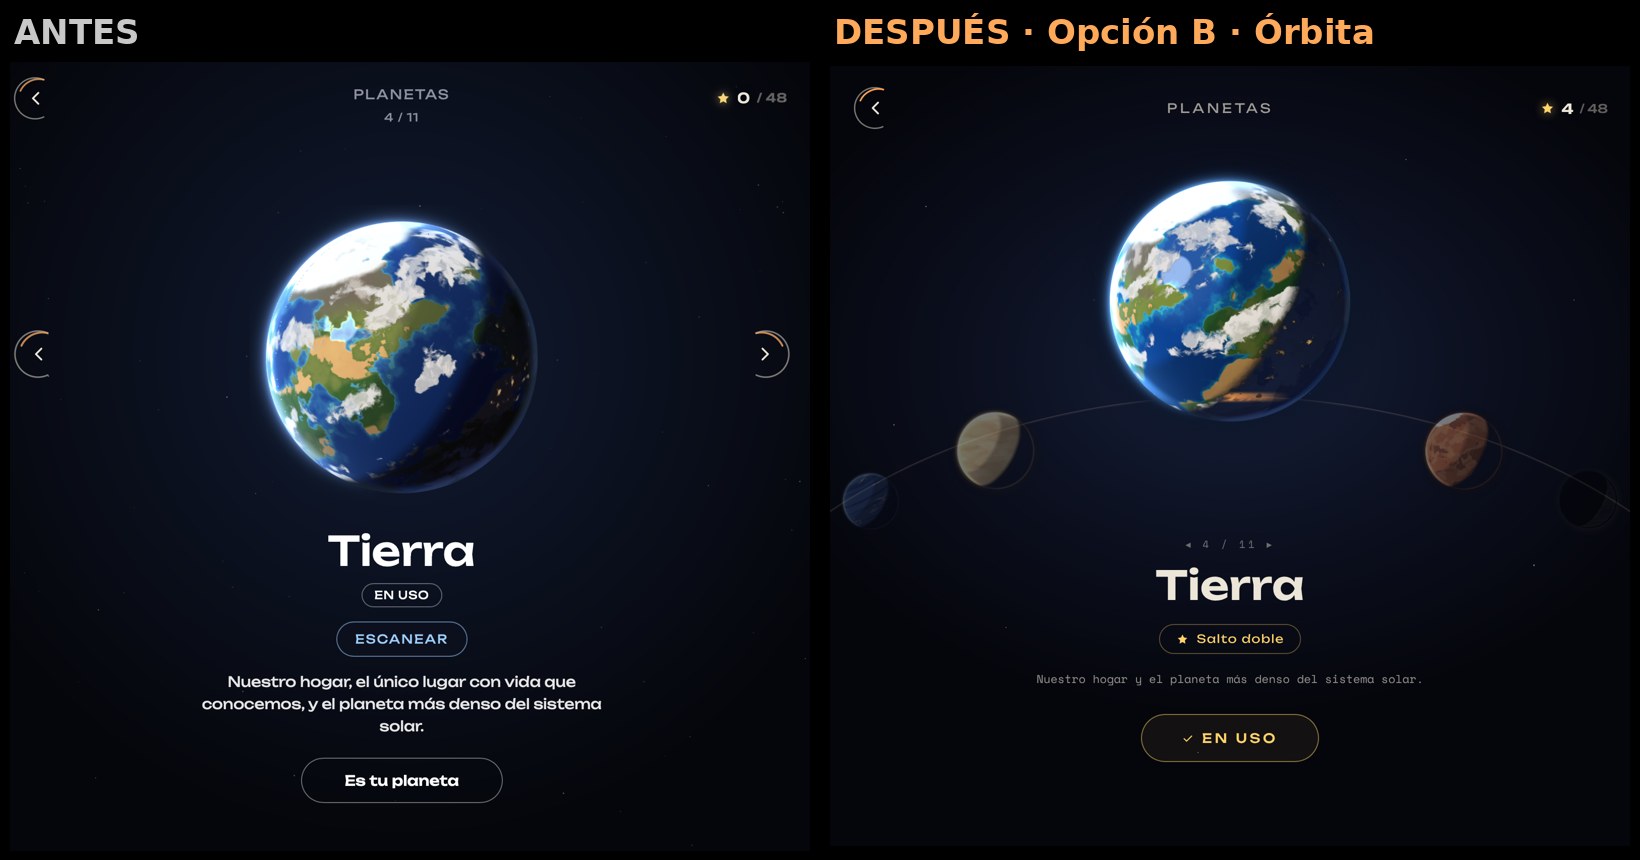 ANTES
PLANETAS
4 / 11
★ 0 / 48
Tierra
EN USO
ESCANEAR
Nuestro hogar, el único lugar con vida que
conocemos, y el planeta más denso del sistema
solar.
Es tu planeta
DESPUÉS · Opción B · Órbita
PLANETAS
★ 4 / 48
◂ 4 / 11 ▸
Tierra
★ Salto doble
Nuestro hogar y el planeta más denso del sistema solar.
✓ EN USO